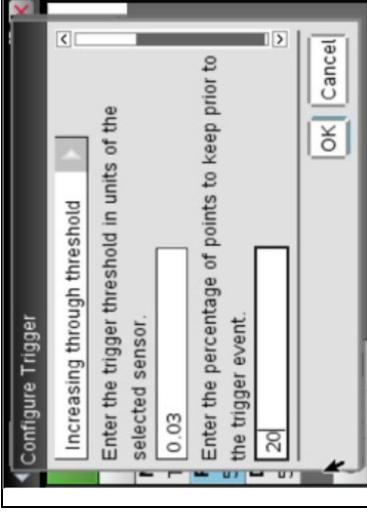 Configure Trigger
Increasing through threshold
Enter the trigger threshold in units of the
selected sensor.
0.03
Enter the percentage of points to keep prior to
the trigger event.
20
OK Cancel